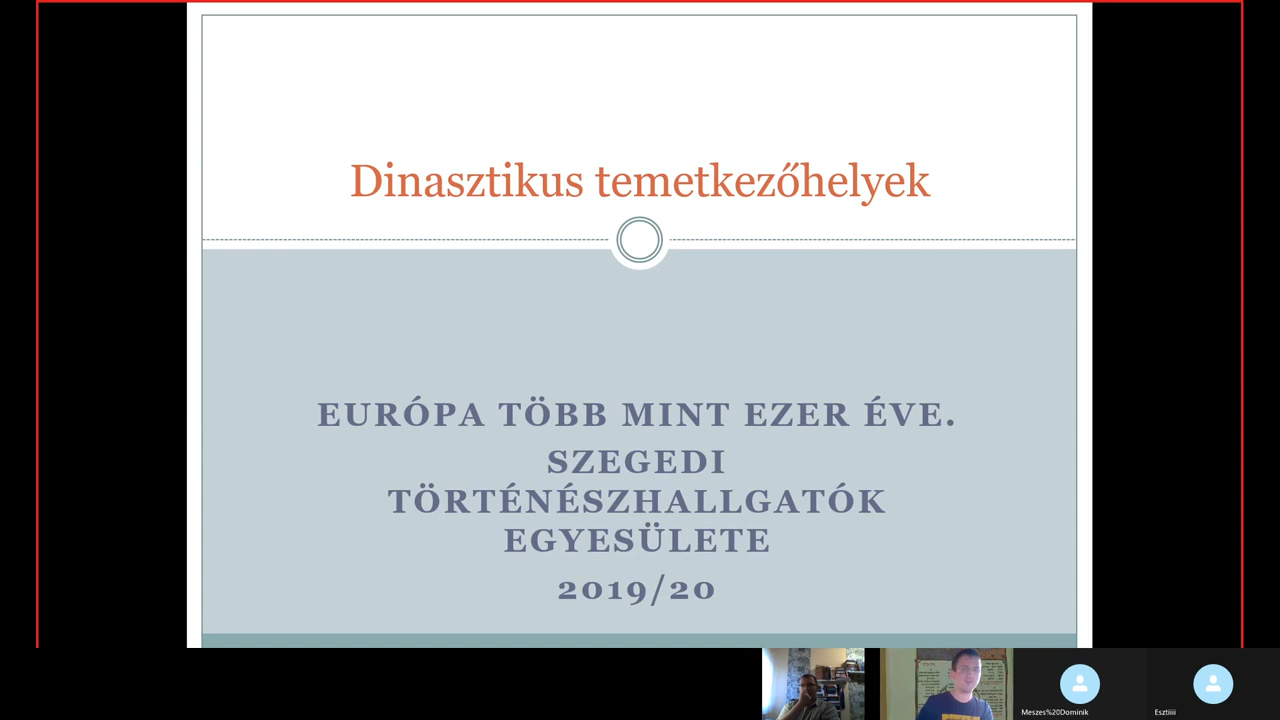 Dinasztikus temetkezőhelyek
EURÓPA TÖBB MINT EZER ÉVE.
SZEGEDI
TÖRTÉNÉSZHALLGATÓK
EGYESÜLETE
2019/20
Meszes%20Dominik
Esztiiii